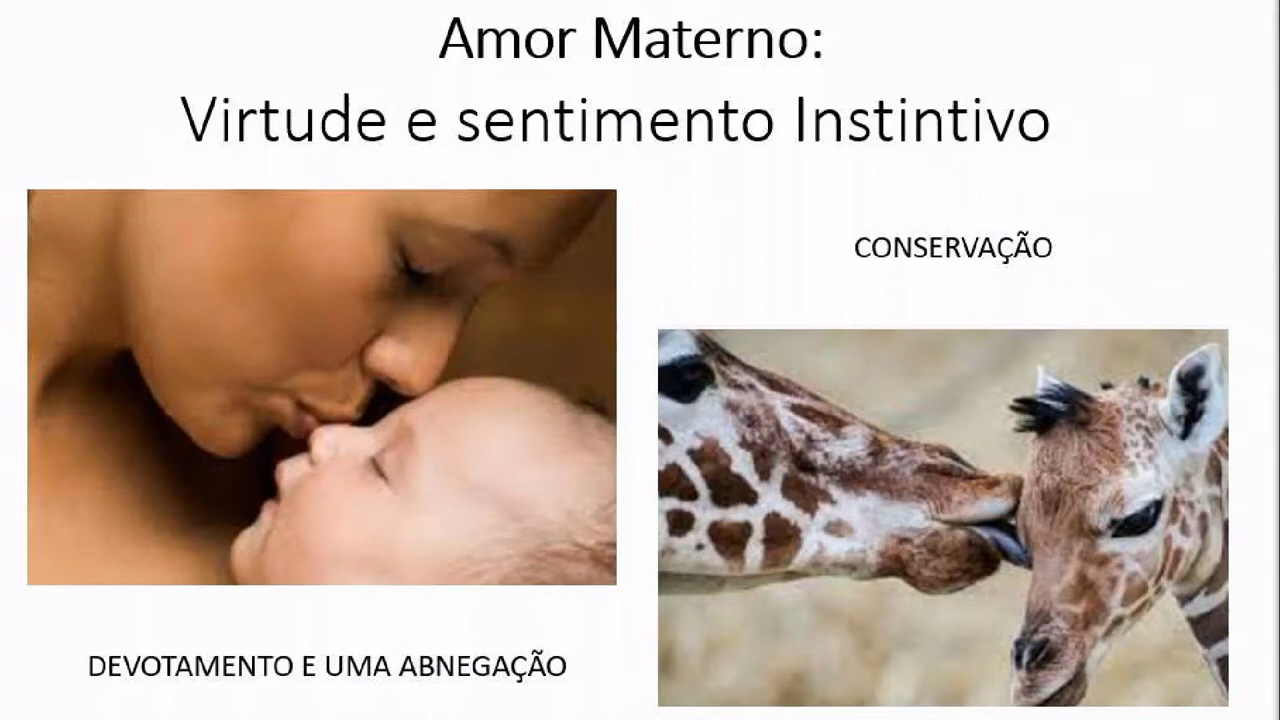 Amor Materno:
Virtude e sentimento Instintivo
CONSERVAÇÃO
DEVOTAMENTO E UMA ABNEGAÇÃO